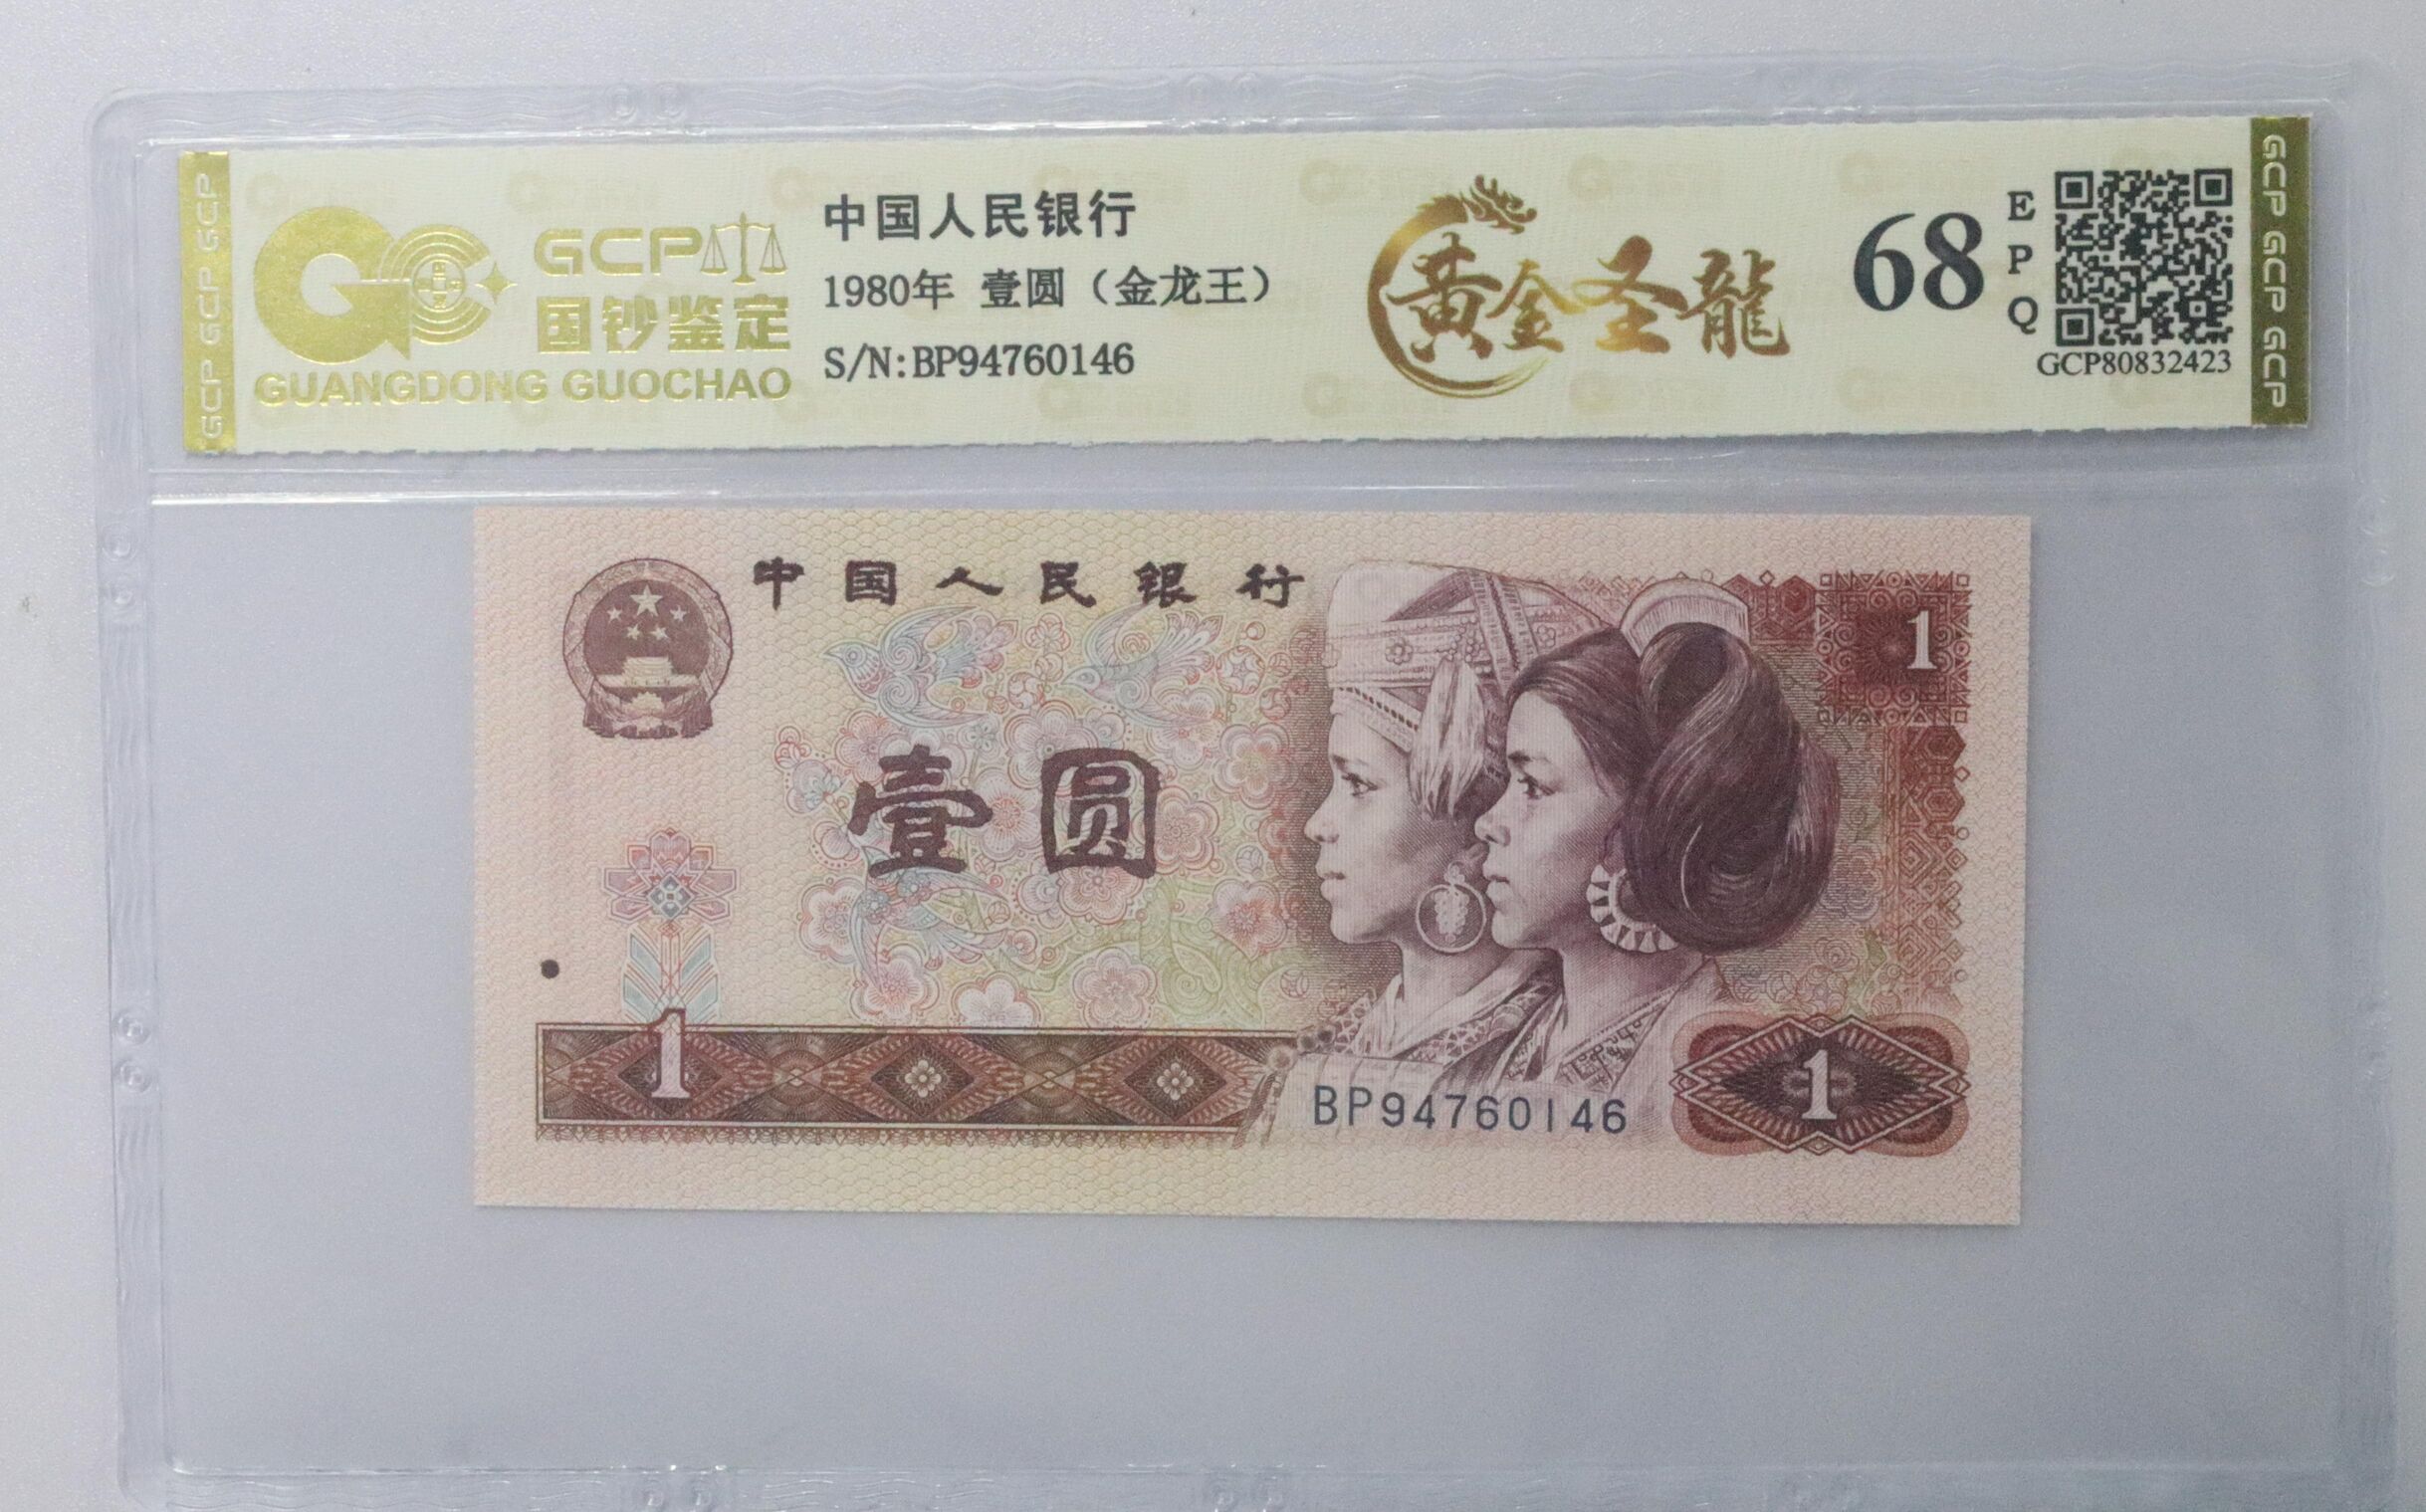 GCP GCP GCP
GCP
国钞鉴定
GUANGDONG GUOCHAO
中国人民银行
1980年 壹圆（金龙王）
S/N:BP94760146
黄金圣龍
68
E
P
Q
GCP80832423
GCP GCP GCP
中国人民银行
1
壹圆
1
BP94760146
1